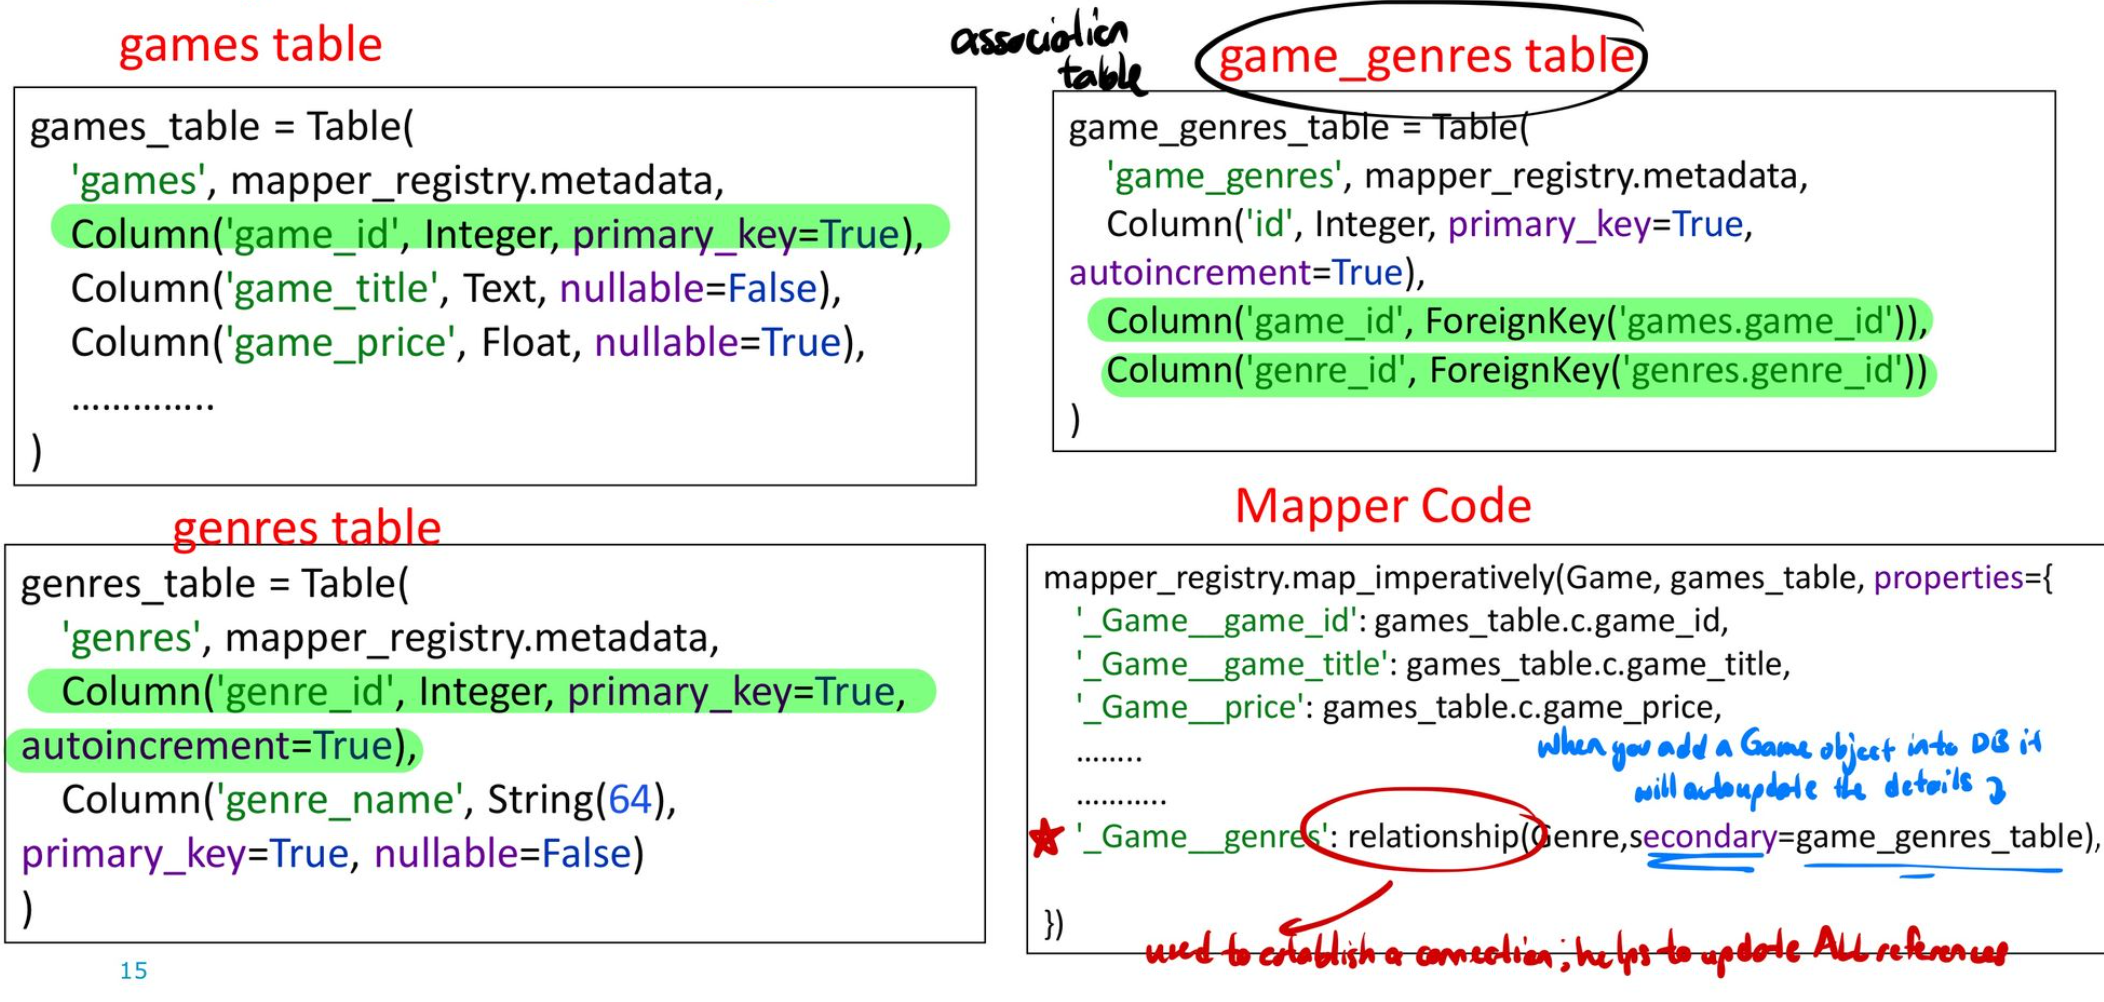 games table
games_table = Table(
'games', mapper_registry.metadata,
Column('game_id', Integer, primary_key=True),
Column('game_title', Text, nullable=False),
Column('game_price', Float, nullable=True),
..............
)
association
table
game_genres table
game_genres_table = Table(
'game_genres', mapper_registry.metadata,
Column('id', Integer, primary_key=True,
autoincrement=True),
Column('game_id', ForeignKey('games.game_id')),
Column('genre_id', ForeignKey('genres.genre_id'))
)
genres table
genres_table = Table(
'genres', mapper_registry.metadata,
Column('genre_id', Integer, primary_key=True,
autoincrement=True),
Column('genre_name', String(64),
primary_key=True, nullable=False)
)
Mapper Code
mapper_registry.map_imperatively(Game, games_table, properties={
'_Game__game_id': games_table.c.game_id,
'_Game__game_title': games_table.c.game_title,
'_Game__price': games_table.c.game_price,
........
...........
when you add a Game object into DB it
will autoupdate the details
'_Game__genres': relationship(Genre,secondary=game_genres_table),
})
used to establish a connection; helps to update ALL references
15